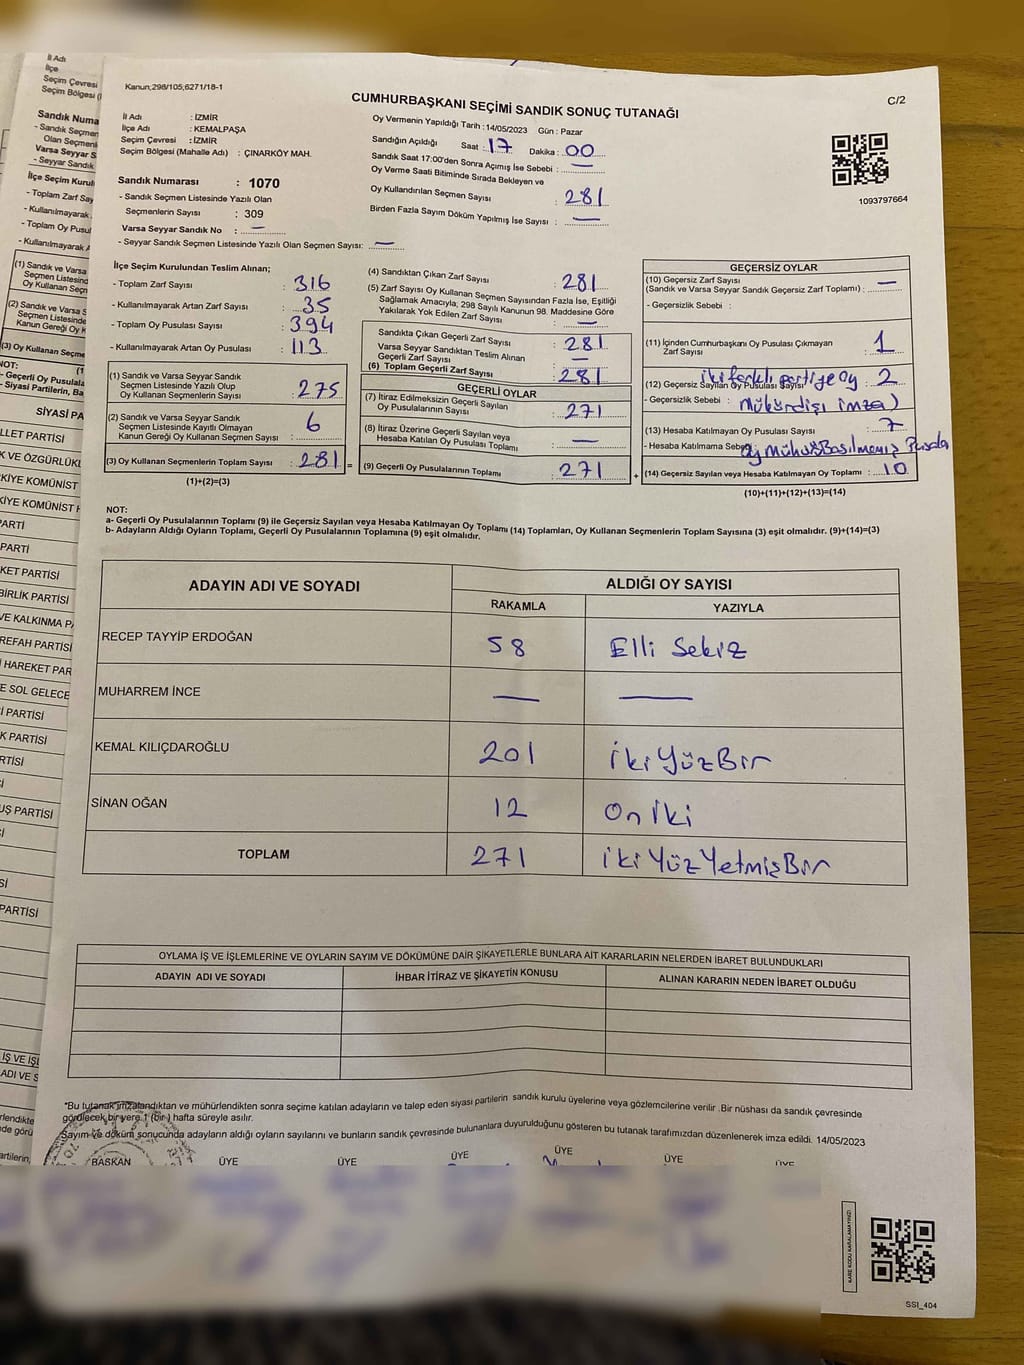 Kanun;298/105;6271/18-1
C/2
CUMHURBAŞKANI SEÇİMİ SANDIK SONUÇ TUTANAĞI
İl Adı : İZMİR
İlçe Adı : KEMALPAŞA
Seçim Çevresi : İZMİR
Seçim Bölgesi (Mahalle Adı) : ÇINARKÖY MAH.
Sandık Numarası : 1070
- Sandık Seçmen Listesinde Yazılı Olan
Seçmenlerin Sayısı : 309
Varsa Seyyar Sandık No : —
- Seyyar Sandık Seçmen Listesinde Yazılı Olan Seçmen Sayısı: —
Oy Vermenin Yapıldığı Tarih : 14/05/2023 Gün : Pazar
Sandığın Açıldığı Saat : 17 Dakika : 00
Sandık Saat 17:00'den Sonra Açımış İse Sebebi : —
Oy Verme Saati Bitiminde Sırada Bekleyen ve
Oy Kullandırılan Seçmen Sayısı : 281
Birden Fazla Sayım Döküm Yapılmış İse Sayısı : —
1093797664
İlçe Seçim Kurulundan Teslim Alınan;
- Toplam Zarf Sayısı : 316
- Kullanılmayarak Artan Zarf Sayısı : 35
- Toplam Oy Pusulası Sayısı : 394
- Kullanılmayarak Artan Oy Pusulası : 113
(1) Sandık ve Varsa Seyyar Sandık
Seçmen Listesinde Yazılı Olup
Oy Kullanan Seçmenlerin Sayısı : 275
(2) Sandık ve Varsa Seyyar Sandık
Seçmen Listesinde Kayıtlı Olmayan
Kanun Gereği Oy Kullanan Seçmen Sayısı : 6
(3) Oy Kullanan Seçmenlerin Toplam Sayısı : 281 =
(1)+(2)=(3)
(4) Sandıktan Çıkan Zarf Sayısı : 281
(5) Zarf Sayısı Oy Kullanan Seçmen Sayısından Fazla İse, Eşitliği
Sağlamak Amacıyla, 298 Sayılı Kanunun 98. Maddesine Göre
Yakılarak Yok Edilen Zarf Sayısı : —
Sandıkta Çıkan Geçerli Zarf Sayısı : 281
Varsa Seyyar Sandıktan Teslim Alınan
Geçerli Zarf Sayısı : —
(6) Toplam Geçerli Zarf Sayısı : 281
GEÇERLİ OYLAR
(7) İtiraz Edilmeksizin Geçerli Sayılan
Oy Pusulalarının Sayısı : 271
(8) İtiraz Üzerine Geçerli Sayılan veya
Hesaba Katılan Oy Pusulası Toplamı : —
(9) Geçerli Oy Pusulalarının Toplamı : 271 +
GEÇERSİZ OYLAR
(10) Geçersiz Zarf Sayısı
(Sandık ve Varsa Seyyar Sandık Geçersiz Zarf Toplamı) : —
- Geçersizlik Sebebi :
(11) İçinden Cumhurbaşkanı Oy Pusulası Çıkmayan
Zarf Sayısı : 1
(12) Geçersiz Sayılan Oy Pusulası Sayısı : 2
iki farklı partiye oy
- Geçersizlik Sebebi : Mühürdışı imza)
(13) Hesaba Katılmayan Oy Pusulası Sayısı : 7
- Hesaba Katılmama Sebebi Oy Mühür Basılmamış Pusula
(14) Geçersiz Sayılan veya Hesaba Katılmayan Oy Toplamı : 10
(10)+(11)+(12)+(13)=(14)
NOT:
a- Geçerli Oy Pusulalarının Toplamı (9) ile Geçersiz Sayılan veya Hesaba Katılmayan Oy Toplamı (14) Toplamları, Oy Kullanan Seçmenlerin Toplam Sayısına (3) eşit olmalıdır. (9)+(14)=(3)
b- Adayların Aldığı Oyların Toplamı, Geçerli Oy Pusulalarının Toplamına (9) eşit olmalıdır.
ADAYIN ADI VE SOYADI
ALDIĞI OY SAYISI
RAKAMLA YAZIYLA
RECEP TAYYİP ERDOĞAN 58 Elli Sekiz
MUHARREM İNCE — —
KEMAL KILIÇDAROĞLU 201 İkiYüzBir
SİNAN OĞAN 12 On iki
TOPLAM 271 ikiYüzYetmişBir
OYLAMA İŞ VE İŞLEMLERİNE VE OYLARIN SAYIM VE DÖKÜMÜNE DAİR ŞİKAYETLERLE BUNLARA AİT KARARLARIN NELERDEN İBARET BULUNDUKLARI
ADAYIN ADI VE SOYADI İHBAR İTİRAZ VE ŞİKAYETİN KONUSU ALINAN KARARIN NEDEN İBARET OLDUĞU
*Bu tutanak imzalandıktan ve mühürlendikten sonra seçime katılan adayların ve talep eden siyasi partilerin sandık kurulu üyelerine veya gözlemcilerine verilir .Bir nüshası da sandık çevresinde
görülecek bir yere 1 (bir ) hafta süreyle asılır.
Sayım ve döküm sonucunda adayların aldığı oyların sayılarını ve bunların sandık çevresinde bulunanlara duyurulduğunu gösteren bu tutanak tarafımızdan düzenlenerek imza edildi. 14/05/2023
BAŞKAN ÜYE ÜYE ÜYE ÜYE ÜYE ÜYE
KARE KODU KARALAMAYINIZ!
SSI_404